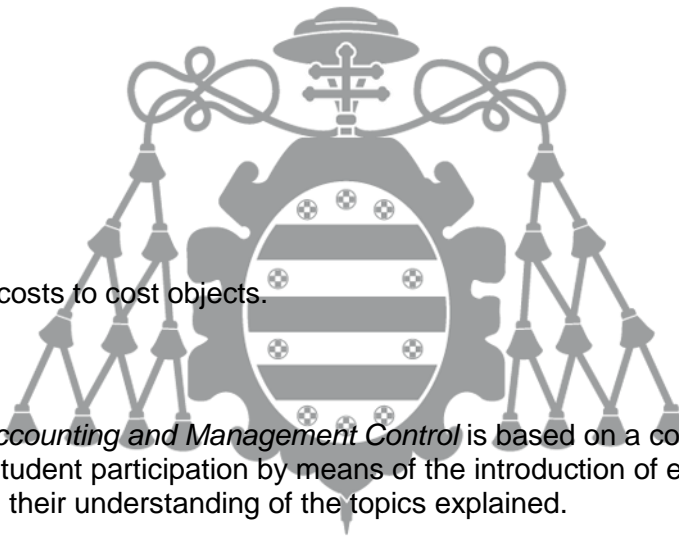 costs to cost objects.
ccounting and Management Control is based on a co
tudent participation by means of the introduction of e
their understanding of the topics explained.